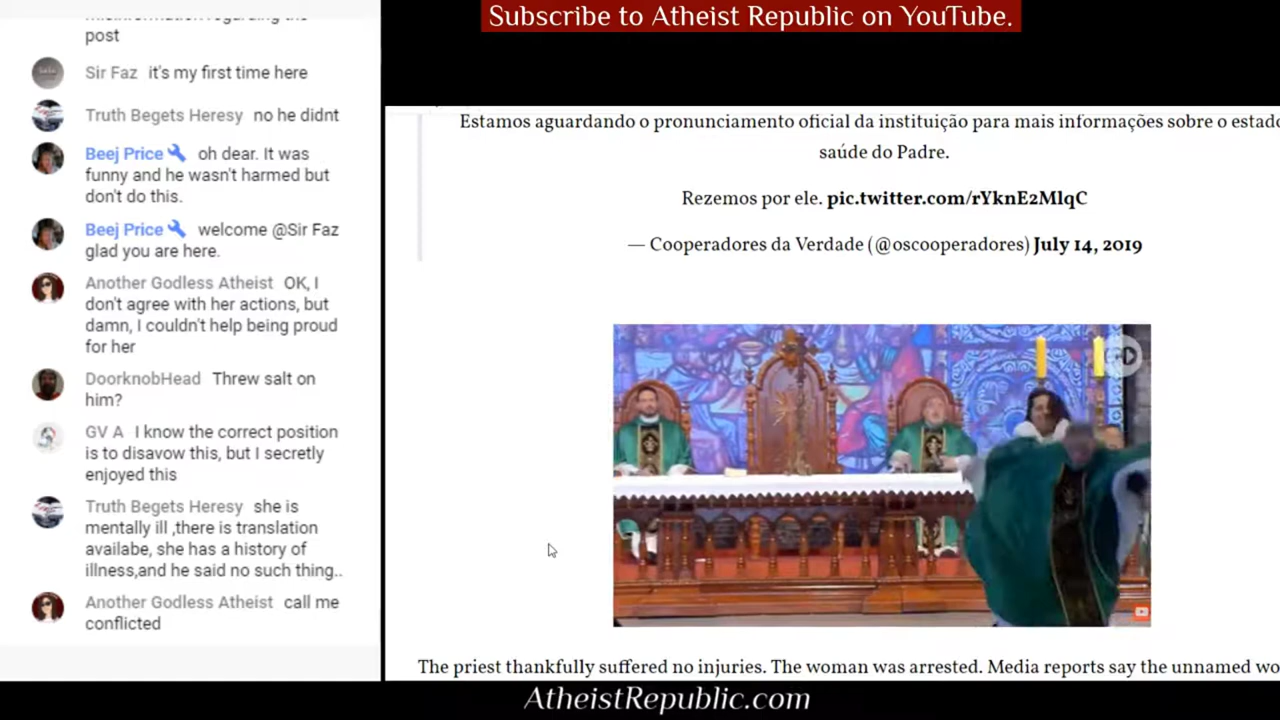 Subscribe to Atheist Republic on YouTube.
misinformation regarding the
post
Sir Faz it's my first time here
Truth Begets Heresy no he didnt
Beej Price oh dear. It was
funny and he wasn't harmed but
don't do this.
Beej Price welcome @Sir Faz
glad you are here.
Another Godless Atheist OK, I
don't agree with her actions, but
damn, I couldn't help being proud
for her
DoorknobHead Threw salt on
him?
GV A I know the correct position
is to disavow this, but I secretly
enjoyed this
Truth Begets Heresy she is
mentally ill ,there is translation
availabe, she has a history of
illness,and he said no such thing..
Another Godless Atheist call me
conflicted
Estamos aguardando o pronunciamento oficial da instituição para mais informações sobre o estado
saúde do Padre.
Rezemos por ele. pic.twitter.com/rYknE2MlqC
— Cooperadores da Verdade (@oscooperadores) July 14, 2019
The priest thankfully suffered no injuries. The woman was arrested. Media reports say the unnamed wo
AtheistRepublic.com